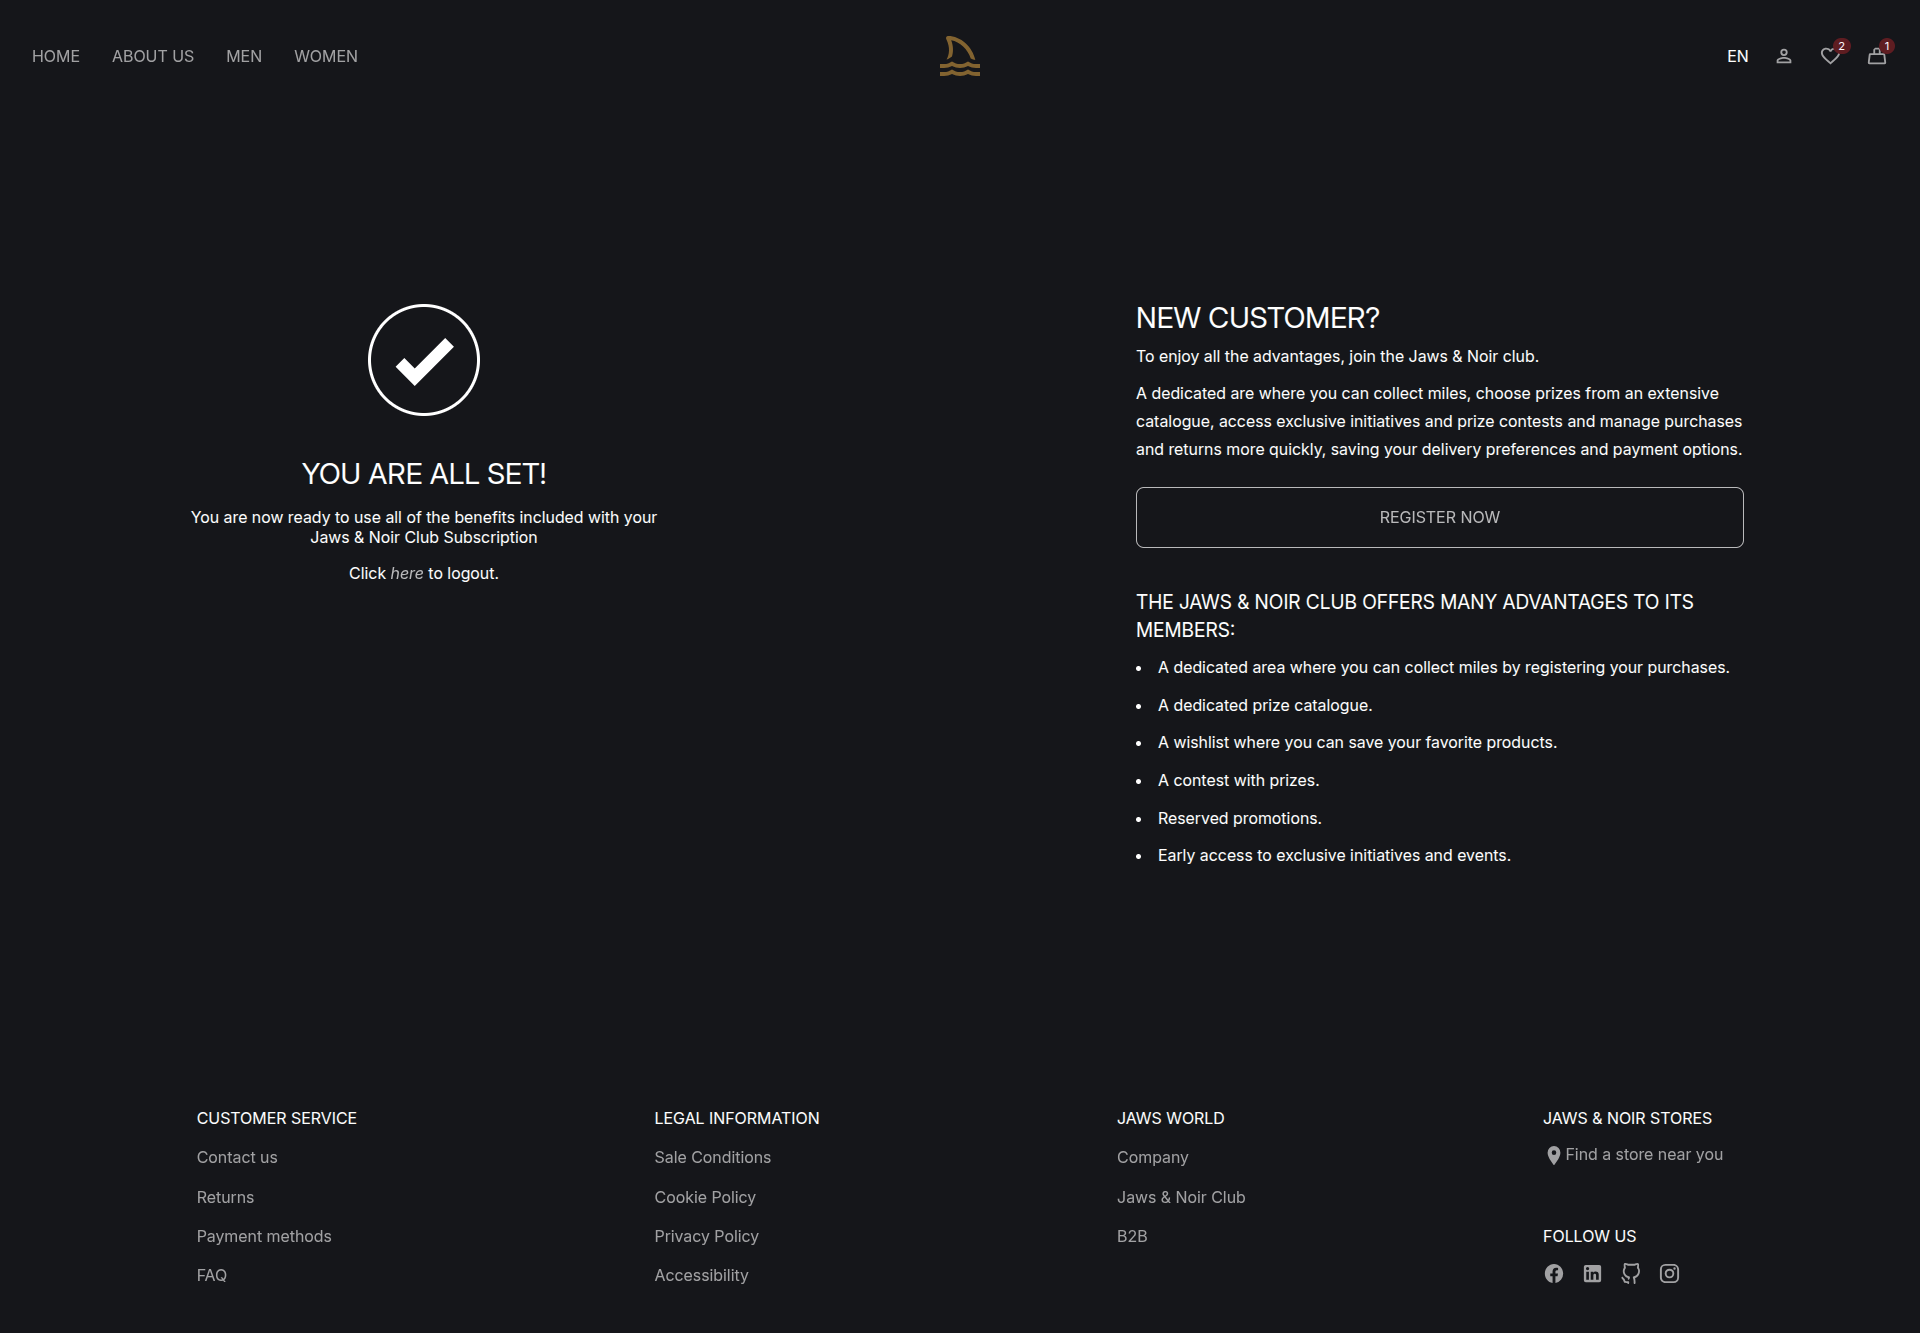 HOME ABOUT US MEN WOMEN
EN 2 1
YOU ARE ALL SET!
You are now ready to use all of the benefits included with your
Jaws & Noir Club Subscription
Click here to logout.
NEW CUSTOMER?
To enjoy all the advantages, join the Jaws & Noir club.
A dedicated are where you can collect miles, choose prizes from an extensive
catalogue, access exclusive initiatives and prize contests and manage purchases
and returns more quickly, saving your delivery preferences and payment options.
REGISTER NOW
THE JAWS & NOIR CLUB OFFERS MANY ADVANTAGES TO ITS
MEMBERS:
• A dedicated area where you can collect miles by registering your purchases.
• A dedicated prize catalogue.
• A wishlist where you can save your favorite products.
• A contest with prizes.
• Reserved promotions.
• Early access to exclusive initiatives and events.
CUSTOMER SERVICE
Contact us
Returns
Payment methods
FAQ
LEGAL INFORMATION
Sale Conditions
Cookie Policy
Privacy Policy
Accessibility
JAWS WORLD
Company
Jaws & Noir Club
B2B
JAWS & NOIR STORES
Find a store near you
FOLLOW US